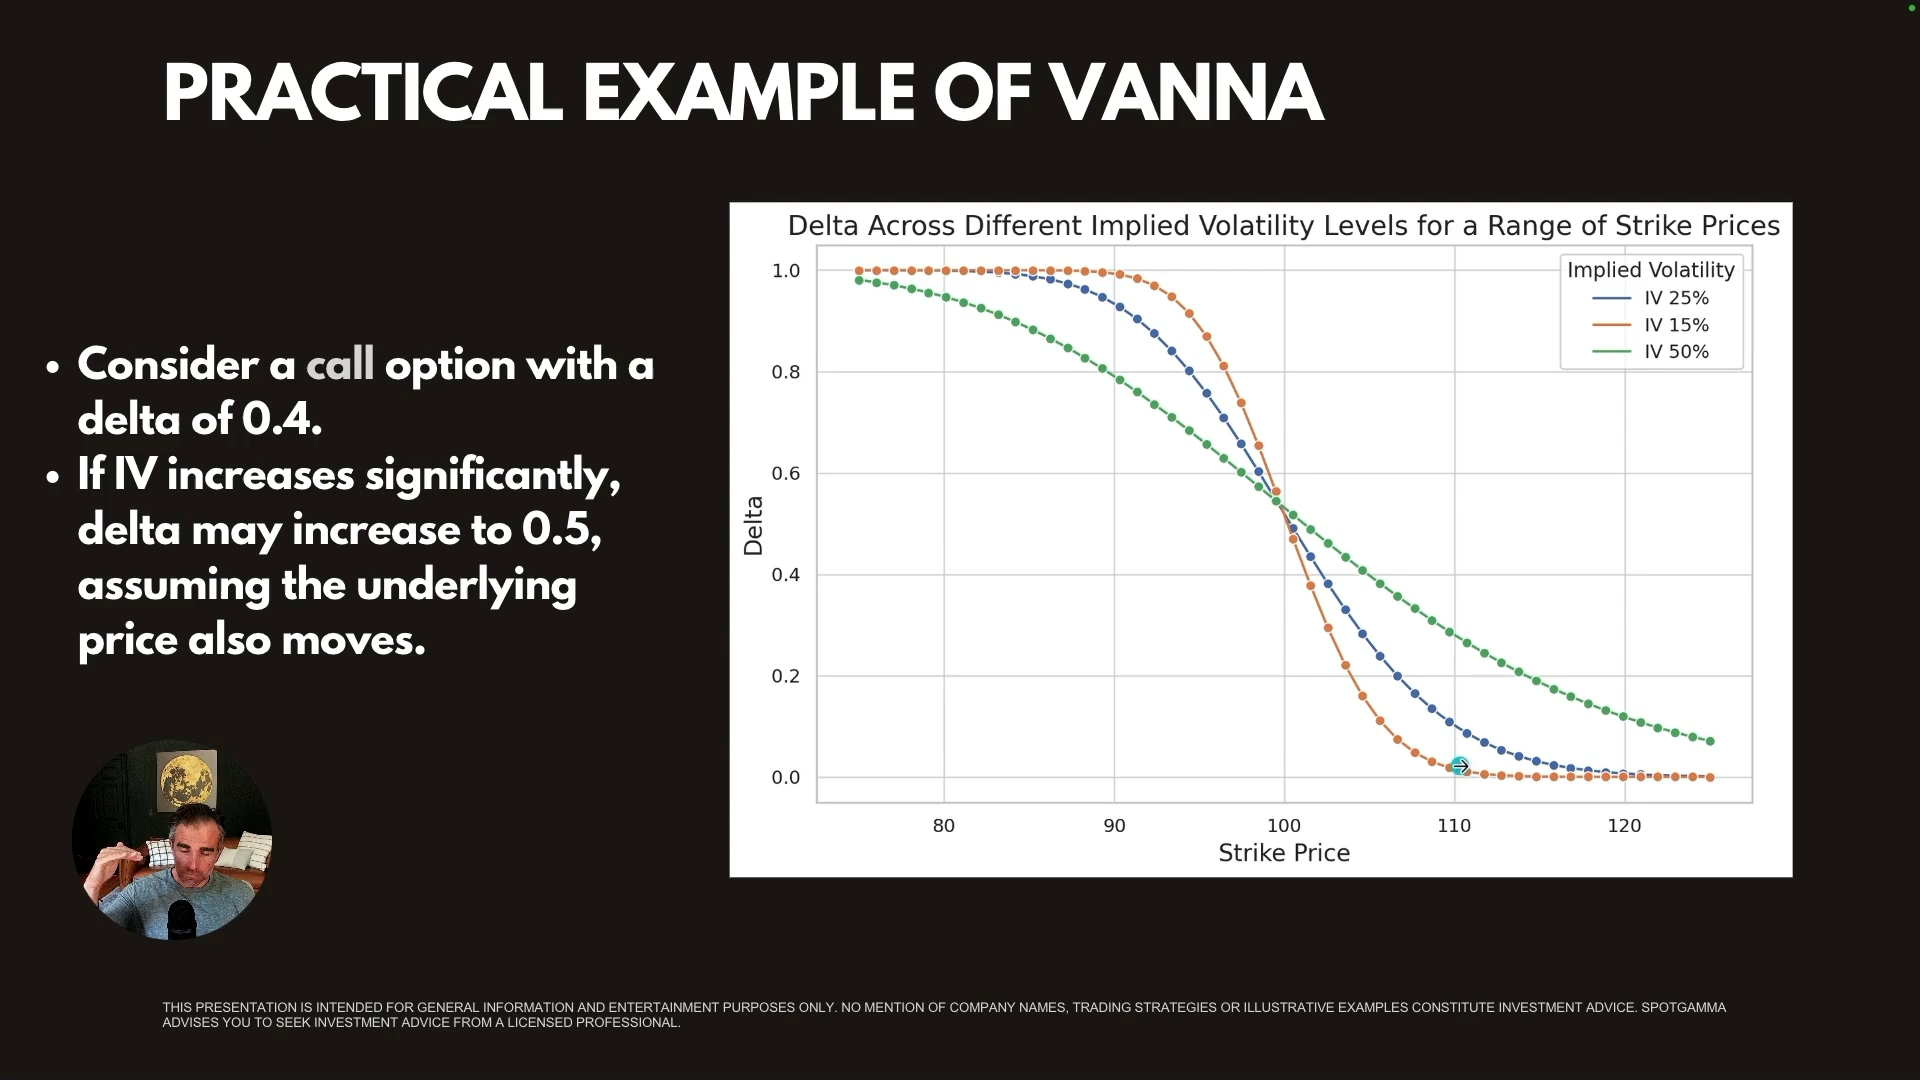 PRACTICAL EXAMPLE OF VANNA
• Consider a call option with a
delta of 0.4.
• If IV increases significantly,
delta may increase to 0.5,
assuming the underlying
price also moves.
Delta Across Different Implied Volatility Levels for a Range of Strike Prices
Implied Volatility
IV 25%
IV 15%
IV 50%
Delta
1.0
0.8
0.6
0.4
0.2
0.0
80 90 100 110 120
Strike Price
THIS PRESENTATION IS INTENDED FOR GENERAL INFORMATION AND ENTERTAINMENT PURPOSES ONLY. NO MENTION OF COMPANY NAMES, TRADING STRATEGIES OR ILLUSTRATIVE EXAMPLES CONSTITUTE INVESTMENT ADVICE. SPOTGAMMA
ADVISES YOU TO SEEK INVESTMENT ADVICE FROM A LICENSED PROFESSIONAL.